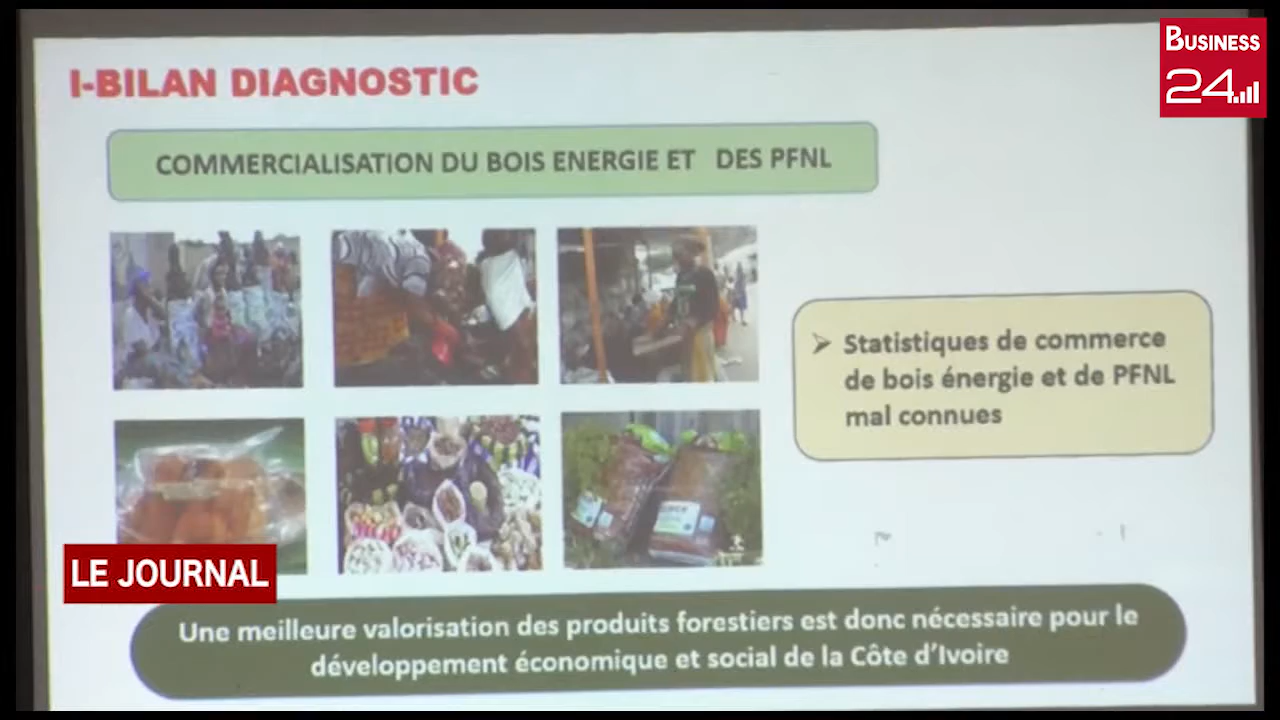 I-BILAN DIAGNOSTIC
BUSINESS
24
COMMERCIALISATION DU BOIS ENERGIE ET DES PFNL
➢ Statistiques de commerce
de bois énergie et de PFNL
mal connues
LE JOURNAL
Une meilleure valorisation des produits forestiers est donc nécessaire pour le
développement économique et social de la Côte d'Ivoire